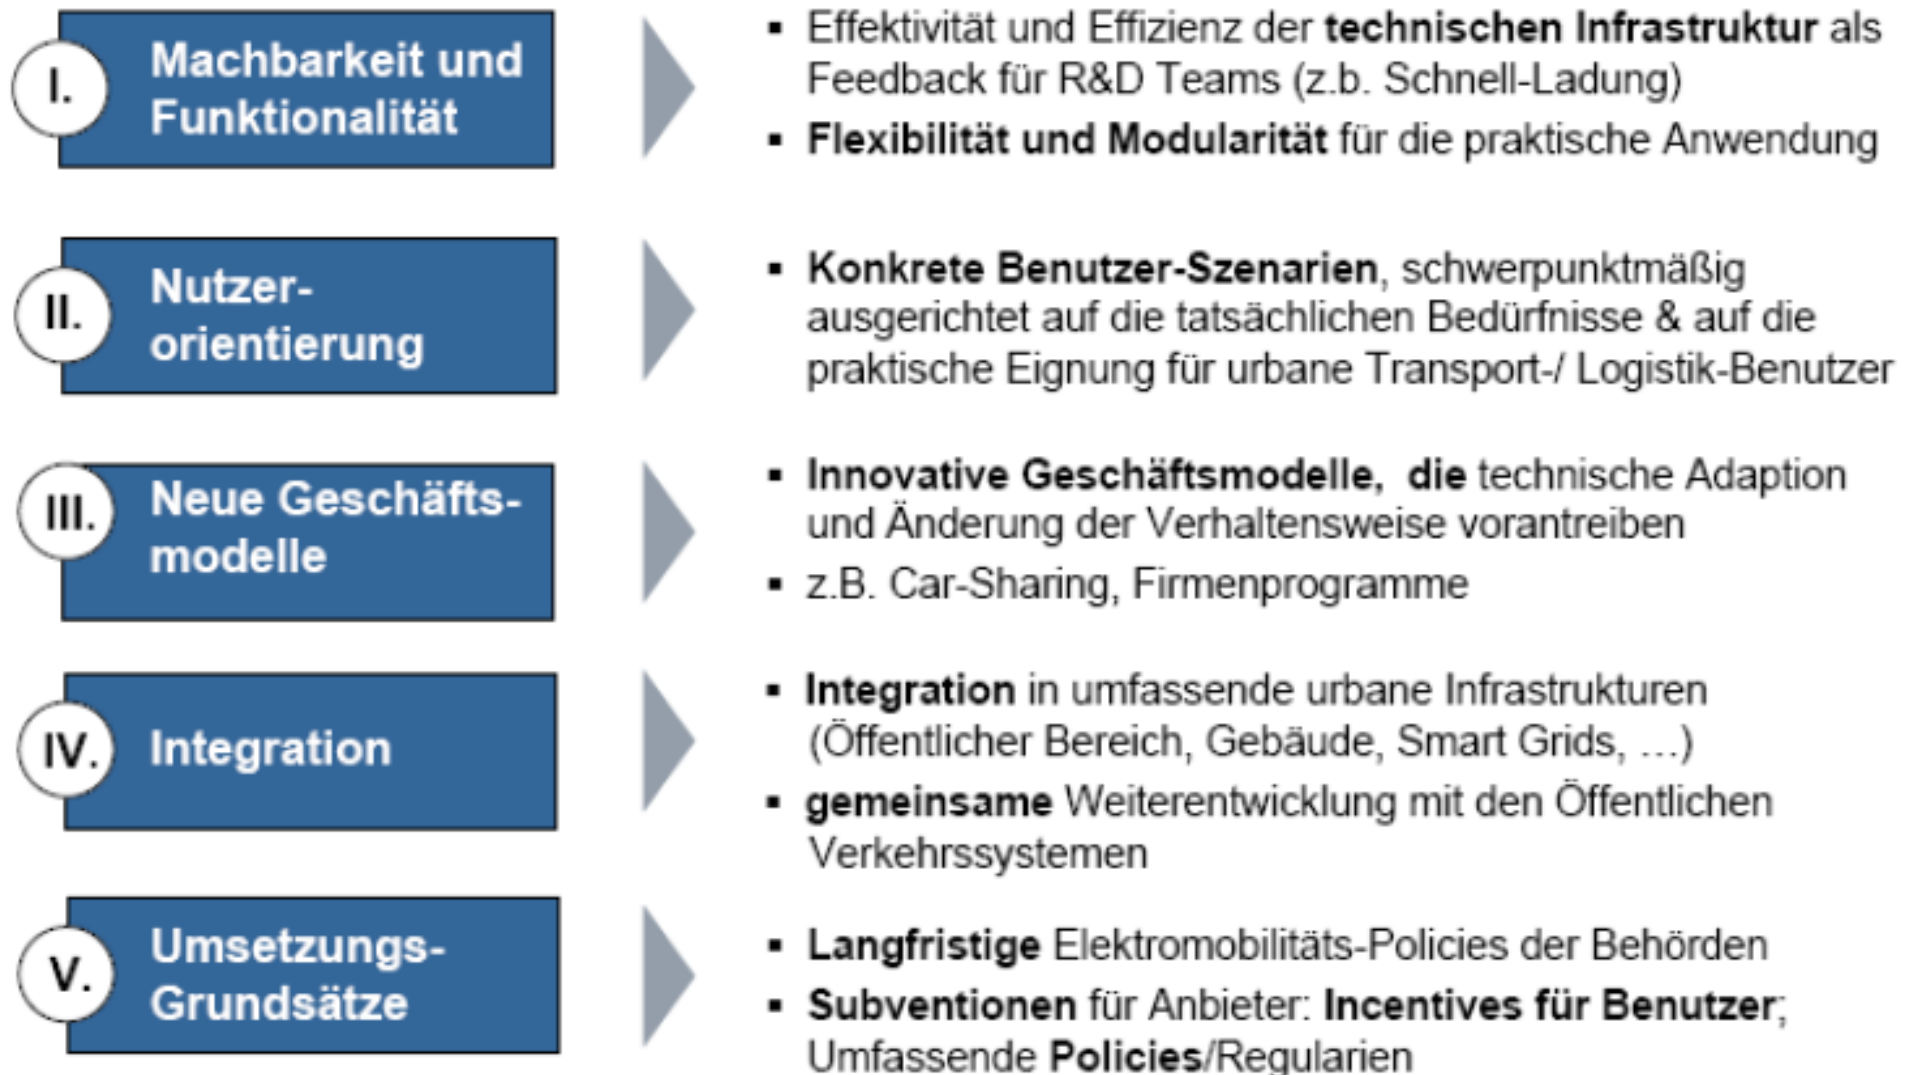 I.
Machbarkeit und
Funktionalität
▪ Effektivität und Effizienz der technischen Infrastruktur als
Feedback für R&D Teams (z.b. Schnell-Ladung)
▪ Flexibilität und Modularität für die praktische Anwendung
II.
Nutzer-
orientierung
▪ Konkrete Benutzer-Szenarien, schwerpunktmäßig
ausgerichtet auf die tatsächlichen Bedürfnisse & auf die
praktische Eignung für urbane Transport-/ Logistik-Benutzer
III.
Neue Geschäfts-
modelle
▪ Innovative Geschäftsmodelle, die technische Adaption
und Änderung der Verhaltensweise vorantreiben
▪ z.B. Car-Sharing, Firmenprogramme
IV.
Integration
▪ Integration in umfassende urbane Infrastrukturen
(Öffentlicher Bereich, Gebäude, Smart Grids, ...)
▪ gemeinsame Weiterentwicklung mit den Öffentlichen
Verkehrssystemen
V.
Umsetzungs-
Grundsätze
▪ Langfristige Elektromobilitäts-Policies der Behörden
▪ Subventionen für Anbieter: Incentives für Benutzer;
Umfassende Policies/Regularien